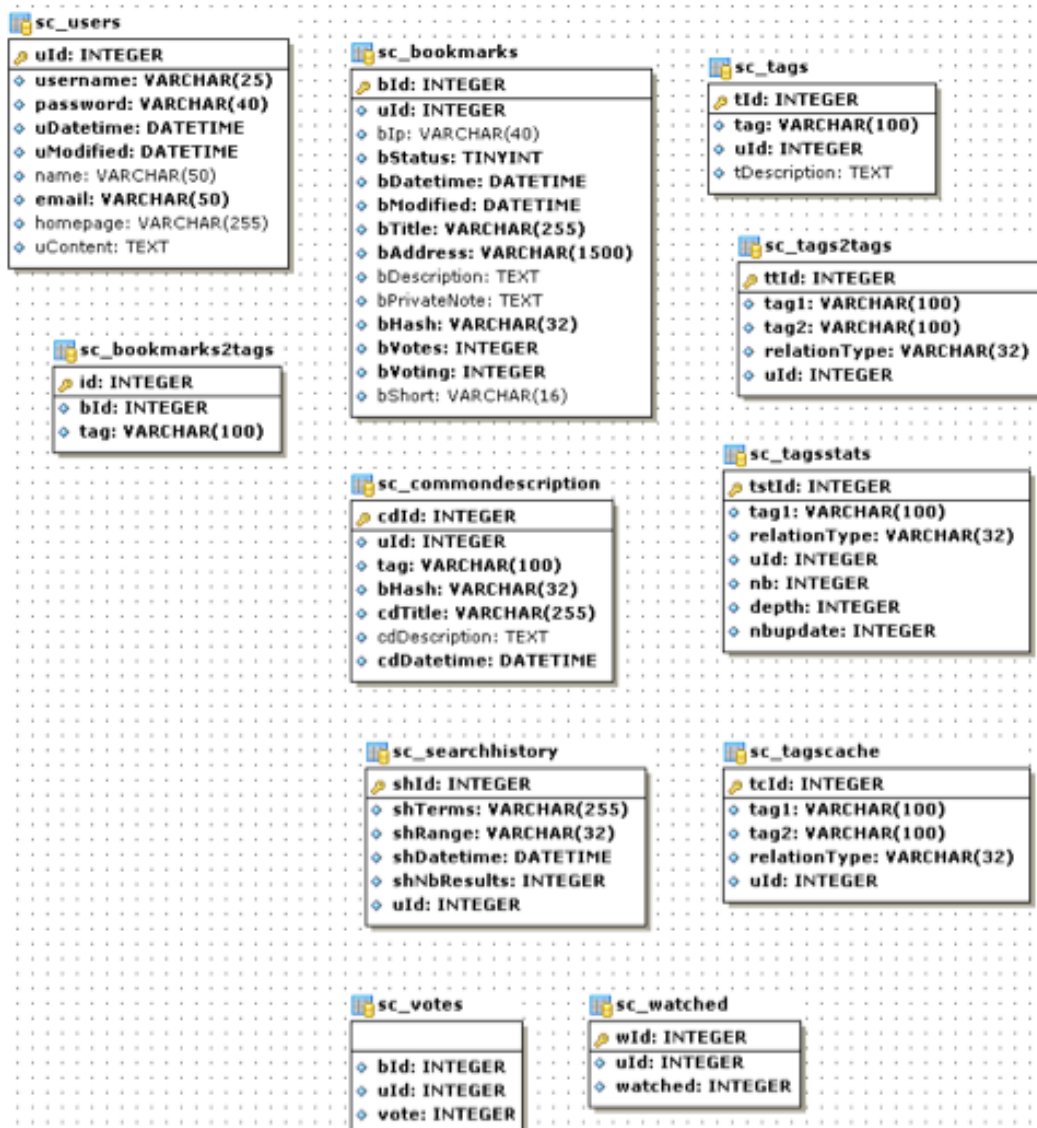 sc_users
uId: INTEGER
username: VARCHAR(25)
password: VARCHAR(40)
uDatetime: DATETIME
uModified: DATETIME
name: VARCHAR(50)
email: VARCHAR(50)
homepage: VARCHAR(255)
uContent: TEXT
sc_bookmarks2tags
id: INTEGER
bId: INTEGER
tag: VARCHAR(100)
sc_bookmarks
bId: INTEGER
uId: INTEGER
bIp: VARCHAR(40)
bStatus: TINYINT
bDatetime: DATETIME
bModified: DATETIME
bTitle: VARCHAR(255)
bAddress: VARCHAR(1500)
bDescription: TEXT
bPrivateNote: TEXT
bHash: VARCHAR(32)
bVotes: INTEGER
bVoting: INTEGER
bShort: VARCHAR(16)
sc_commondescription
cdId: INTEGER
uId: INTEGER
tag: VARCHAR(100)
bHash: VARCHAR(32)
cdTitle: VARCHAR(255)
cdDescription: TEXT
cdDatetime: DATETIME
sc_searchhistory
shId: INTEGER
shTerms: VARCHAR(255)
shRange: VARCHAR(32)
shDatetime: DATETIME
shNbResults: INTEGER
uId: INTEGER
sc_votes
bId: INTEGER
uId: INTEGER
vote: INTEGER
sc_tags
tId: INTEGER
tag: VARCHAR(100)
uId: INTEGER
tDescription: TEXT
sc_tags2tags
ttId: INTEGER
tag1: VARCHAR(100)
tag2: VARCHAR(100)
relationType: VARCHAR(32)
uId: INTEGER
sc_tagsstats
tstId: INTEGER
tag1: VARCHAR(100)
relationType: VARCHAR(32)
uId: INTEGER
nb: INTEGER
depth: INTEGER
nbupdate: INTEGER
sc_tagscache
tcId: INTEGER
tag1: VARCHAR(100)
tag2: VARCHAR(100)
relationType: VARCHAR(32)
uId: INTEGER
sc_watched
wId: INTEGER
uId: INTEGER
watched: INTEGER